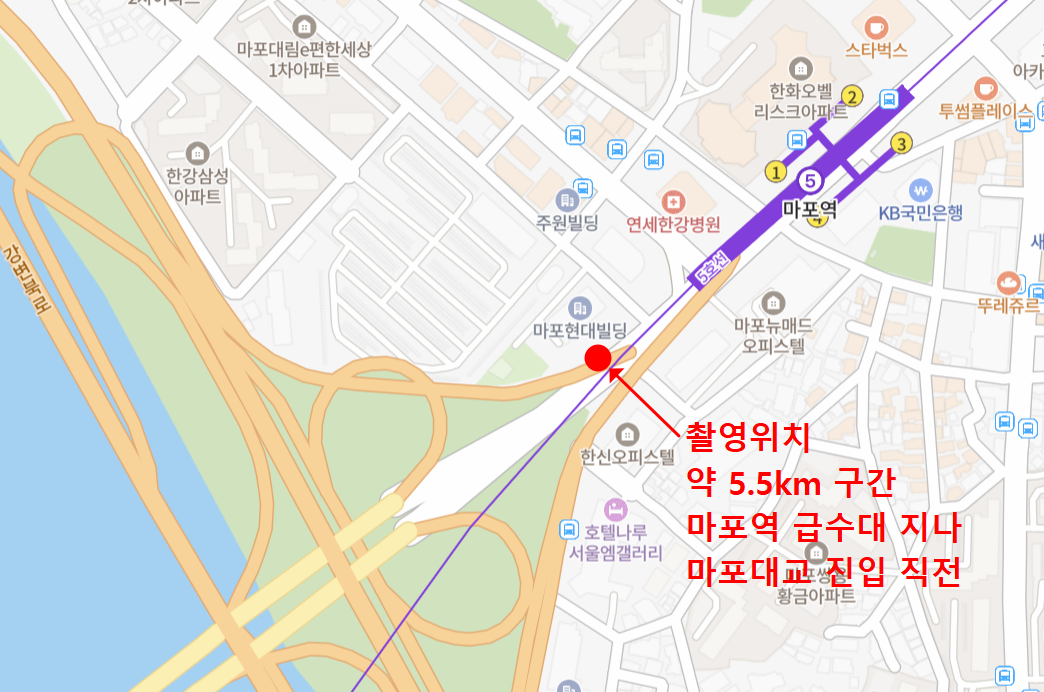 마포대림e편한세상
1차아파트
스타벅스
한화오벨
리스크아파트
2
투썸플레이스
아카
3
1
5
마포역
4
KB국민은행
한강삼성
아파트
주원빌딩
연세한강병원
새
강변북로
5호선
뚜레쥬르
마포현대빌딩
마포뉴매드
오피스텔
촬영위치
약 5.5km 구간
마포역 급수대 지나
마포대교 진입 직전
한신오피스텔
호텔나루
서울엠갤러리
마포쌍용
황금아파트